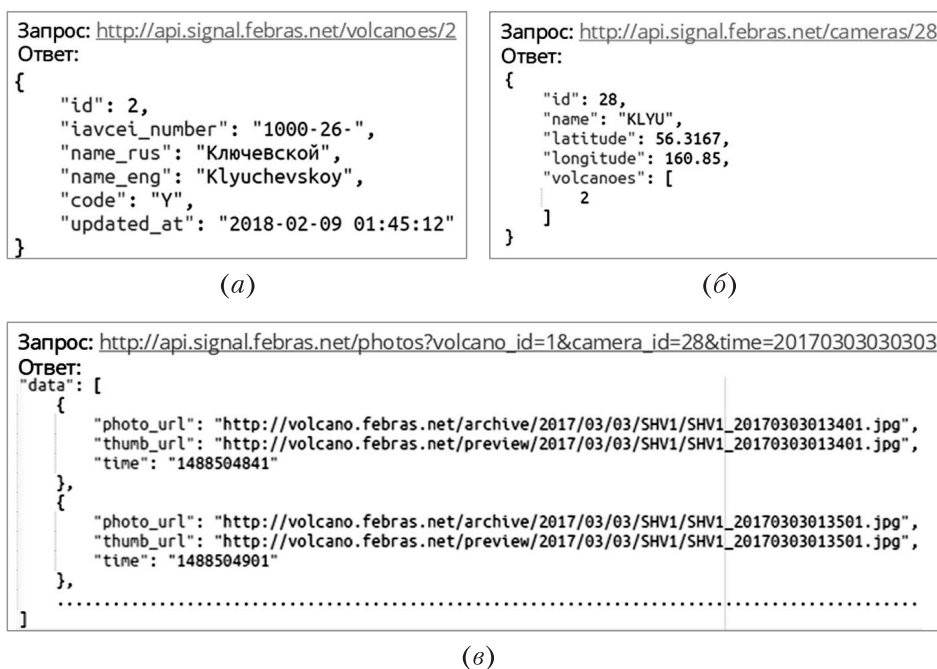 Запрос: http://api.signal.febras.net/volcanoes/2
Ответ:
{
"id": 2,
"iavcei_number": "1000-26-",
"name_rus": "Ключевской",
"name_eng": "Klyuchevskoy",
"code": "Y",
"updated_at": "2018-02-09 01:45:12"
}
(а)
Запрос: http://api.signal.febras.net/cameras/28
Ответ:
{
"id": 28,
"name": "KLYU",
"latitude": 56.3167,
"longitude": 160.85,
"volcanoes": [
2
]
}
(б)
Запрос: http://api.signal.febras.net/photos?volcano_id=1&camera_id=28&time=20170303030303
Ответ:
"data": [
{
"photo_url": "http://volcano.febras.net/archive/2017/03/03/SHV1/SHV1_20170303013401.jpg",
"thumb_url": "http://volcano.febras.net/preview/2017/03/03/SHV1/SHV1_20170303013401.jpg",
"time": "1488504841"
},
{
"photo_url": "http://volcano.febras.net/archive/2017/03/03/SHV1/SHV1_20170303013501.jpg",
"thumb_url": "http://volcano.febras.net/preview/2017/03/03/SHV1/SHV1_20170303013501.jpg",
"time": "1488504901"
},
..........................................................................................
]
(в)